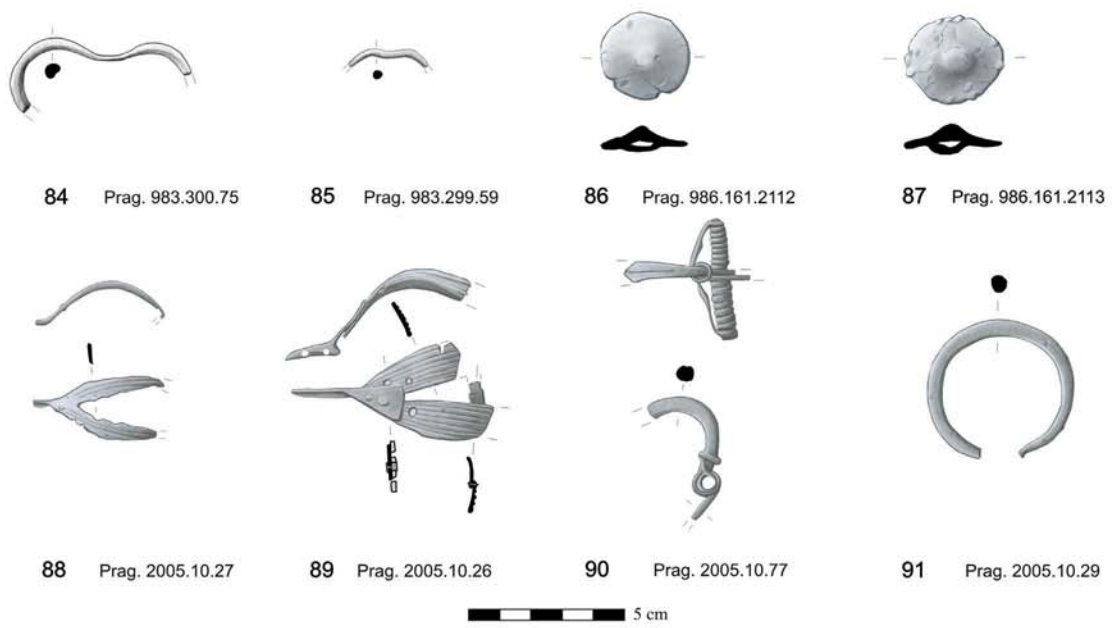 84 Prag. 983.300.75
85 Prag. 983.299.59
86 Prag. 986.161.2112
87 Prag. 986.161.2113
88 Prag. 2005.10.27
89 Prag. 2005.10.26
90 Prag. 2005.10.77
91 Prag. 2005.10.29
5 cm